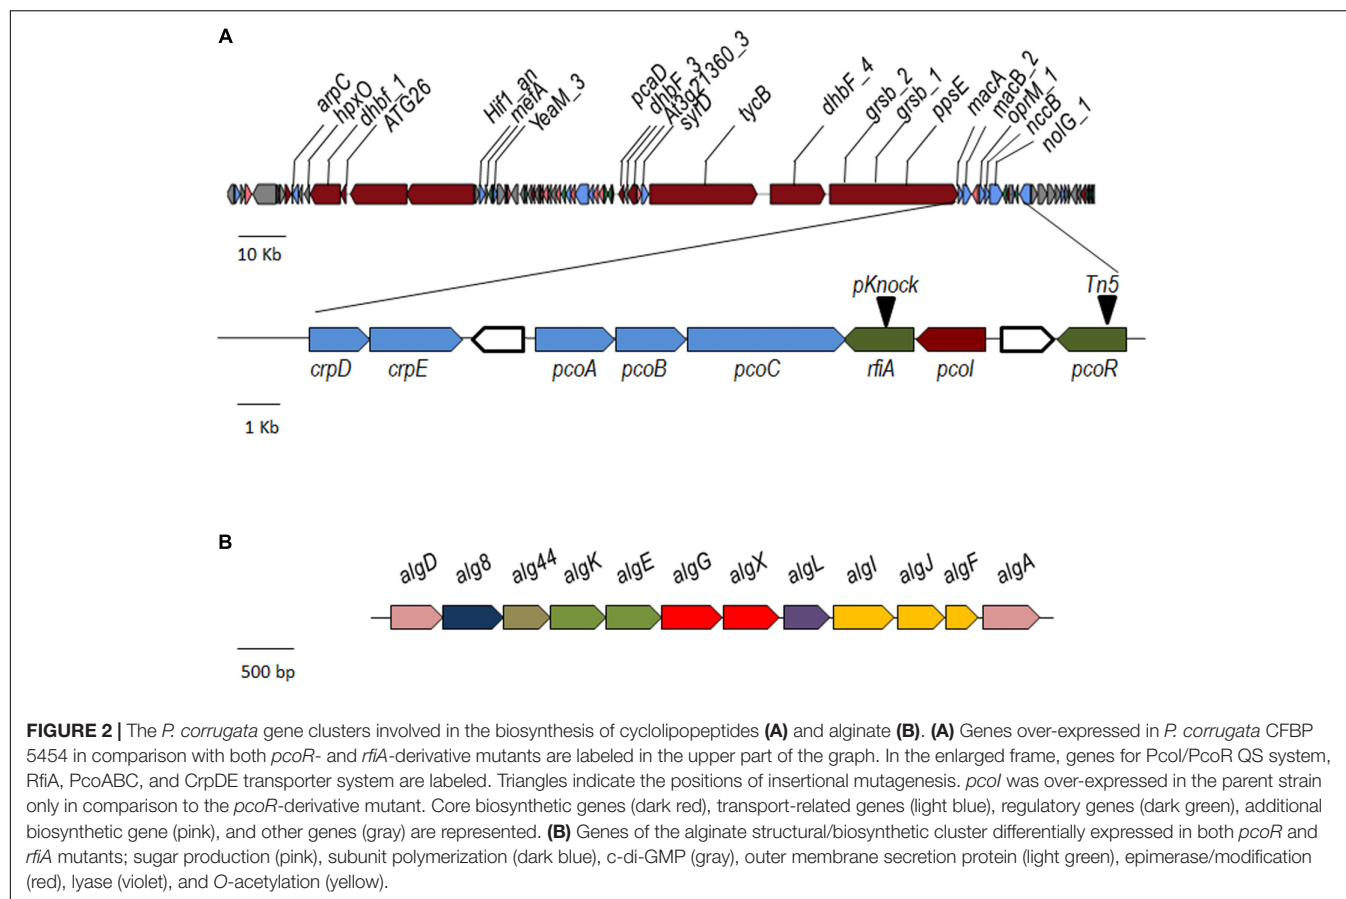 A
arpC hpxO dhbf_1 ATG26 Hif1_an mefA YeaM_3 pcaD dhbF_3 At3g21360_3 syrD tycB dhbF_4 grsb_2 grsb_1 ppsE macA macB_2 oprM_1 nccB nolG_1
10 Kb
pKnock Tn5
crpD crpE pcoA pcoB pcoC rfiA pcoI pcoR
1 Kb
B
algD alg8 alg44 algK algE algG algX algL algI algJ algF algA
500 bp
FIGURE 2 | The P. corrugata gene clusters involved in the biosynthesis of cyclolipopeptides (A) and alginate (B). (A) Genes over-expressed in P. corrugata CFBP
5454 in comparison with both pcoR- and rfiA-derivative mutants are labeled in the upper part of the graph. In the enlarged frame, genes for PcoI/PcoR QS system,
RfiA, PcoABC, and CrpDE transporter system are labeled. Triangles indicate the positions of insertional mutagenesis. pcoI was over-expressed in the parent strain
only in comparison to the pcoR-derivative mutant. Core biosynthetic genes (dark red), transport-related genes (light blue), regulatory genes (dark green), additional
biosynthetic gene (pink), and other genes (gray) are represented. (B) Genes of the alginate structural/biosynthetic cluster differentially expressed in both pcoR and
rfiA mutants; sugar production (pink), subunit polymerization (dark blue), c-di-GMP (gray), outer membrane secretion protein (light green), epimerase/modification
(red), lyase (violet), and O-acetylation (yellow).